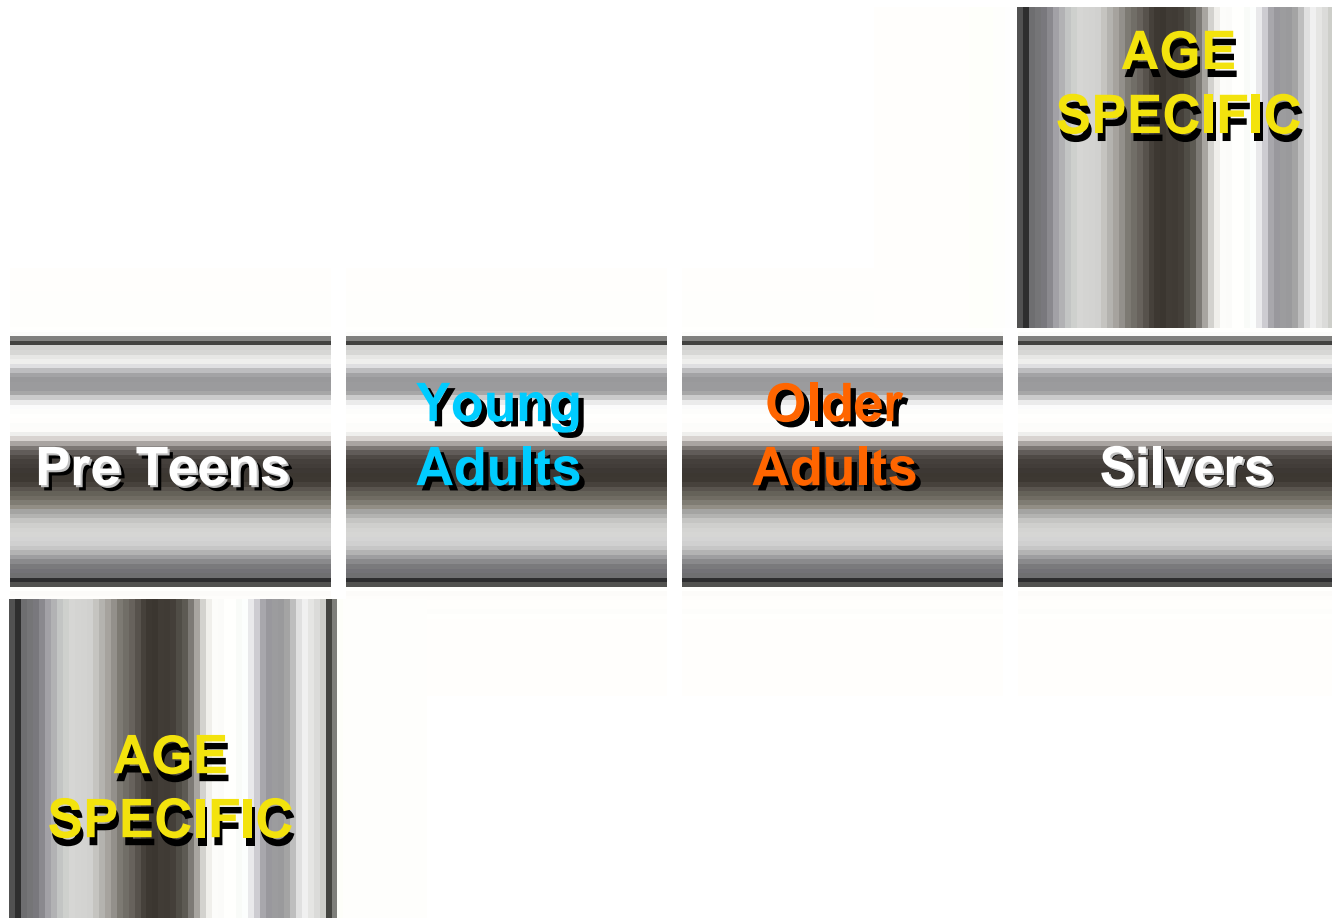 AGE
SPECIFIC
Pre Teens
Young
Adults
Older
Adults
Silvers
AGE
SPECIFIC